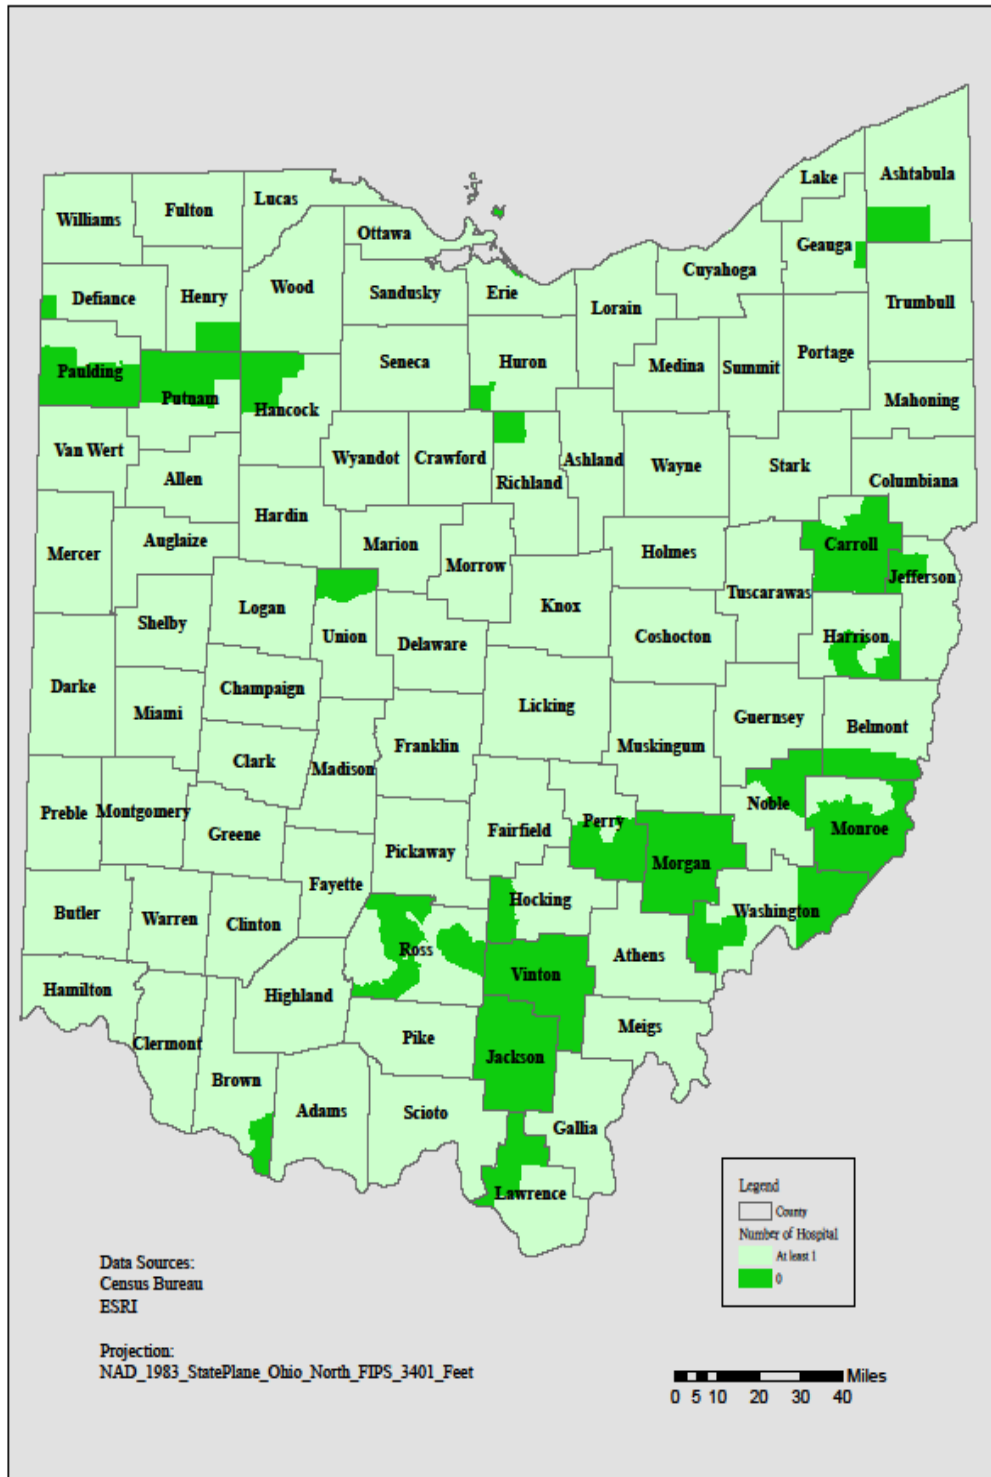 Lake
Ashtabula
Lucas
Fulton
Williams
Ottawa
Geauga
Cuyahoga
Wood
Sandusky
Erie
Henry
Defiance
Lorain
Trumbull
Portage
Seneca
Huron
Medina
Summit
Paulding
Putnam
Hancock
Mahoning
Van Wert
Wyandot
Crawford
Ashland
Wayne
Stark
Allen
Richland
Columbiana
Hardin
Auglaize
Marion
Carroll
Mercer
Holmes
Morrow
Jefferson
Tuscarawas
Logan
Knox
Shelby
Union
Delaware
Coshocton
Harrison
Darke
Champaign
Licking
Miami
Guernsey
Belmont
Franklin
Muskingum
Clark
Madison
Preble
Montgomery
Noble
Greene
Fairfield
Perry
Monroe
Pickaway
Morgan
Fayette
Hocking
Butler
Warren
Clinton
Washington
Ross
Athens
Vinton
Hamilton
Highland
Meigs
Pike
Clermont
Jackson
Brown
Adams
Scioto
Gallia
Lawrence
Legend
County
Number of Hospital
At least 1
0
Data Sources:
Census Bureau
ESRI
Projection:
NAD_1983_StatePlane_Ohio_North_FIPS_3401_Feet
Miles
0 5 10 20 30 40